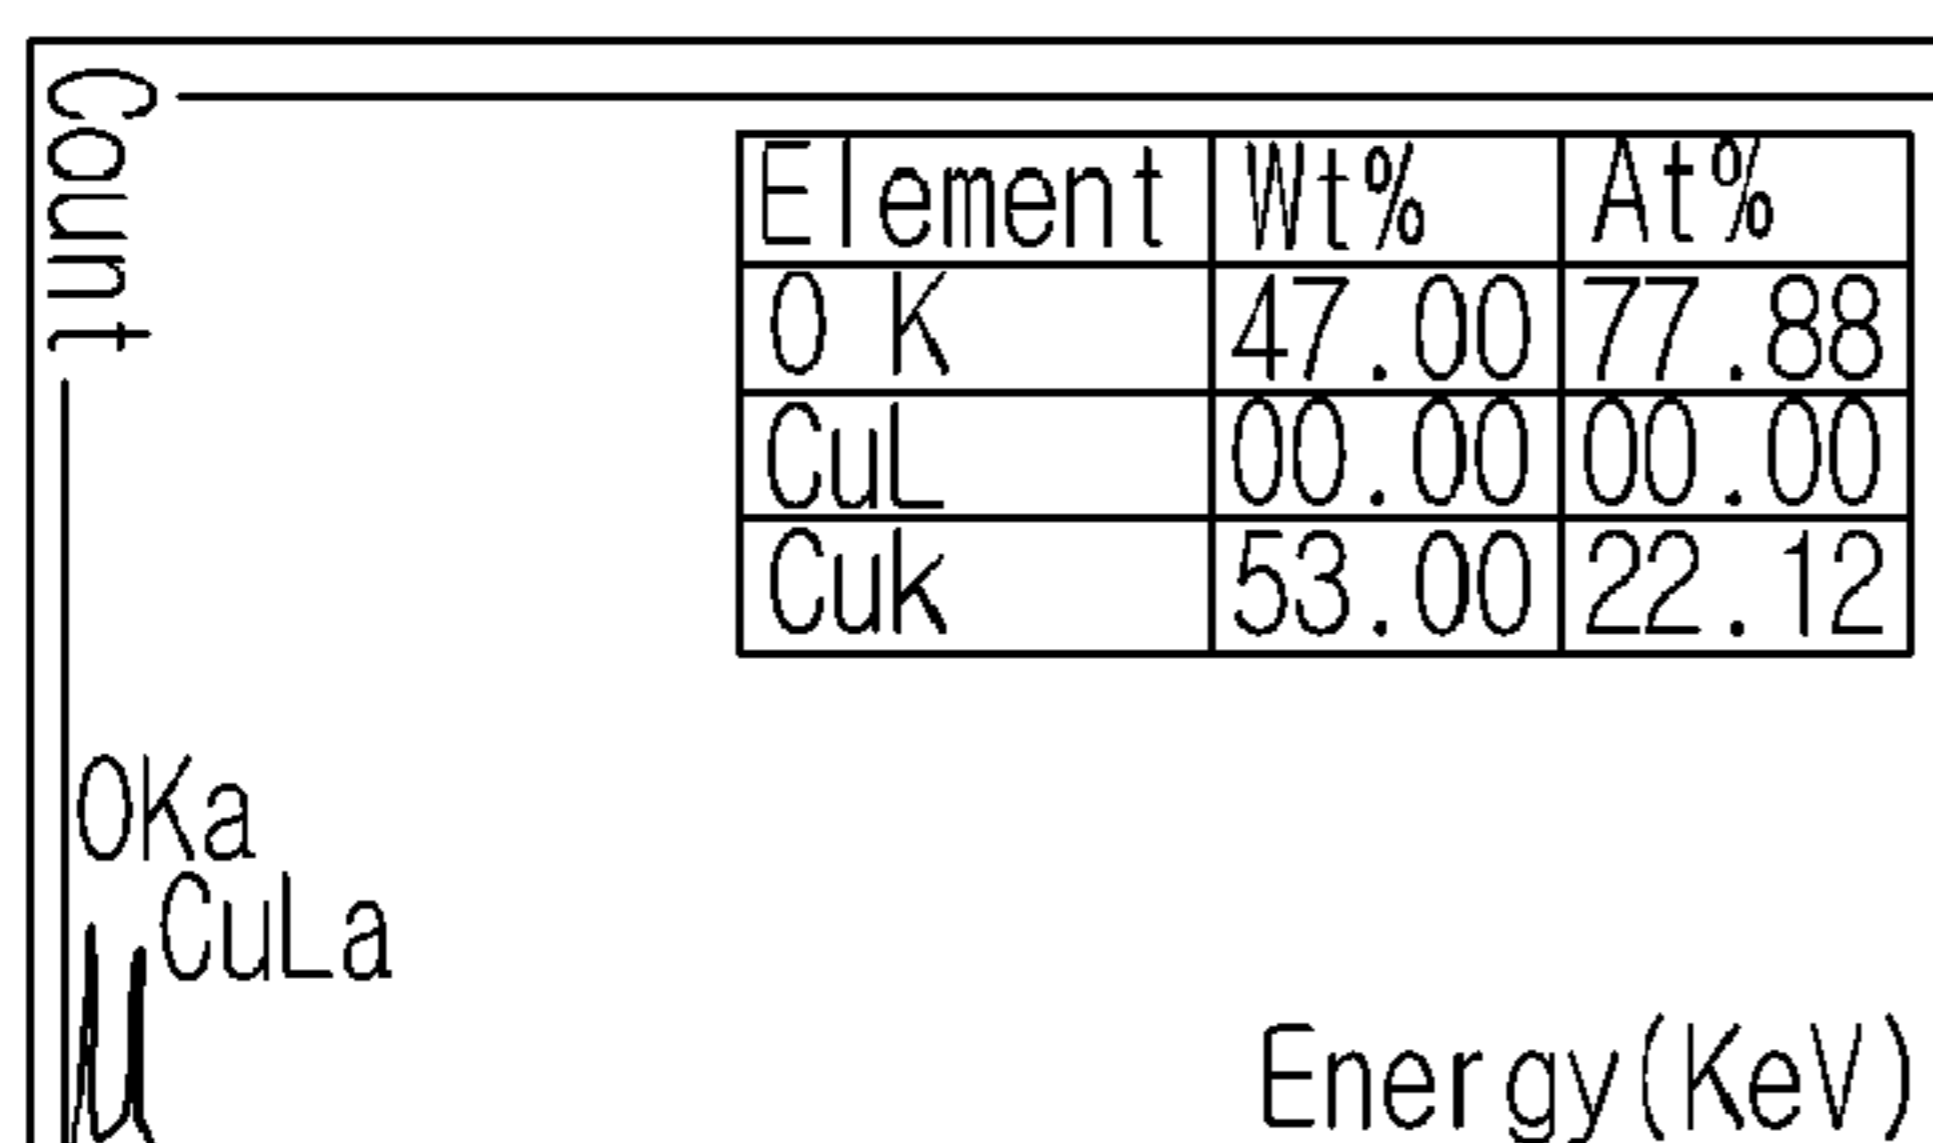 Count
Element Wt% At%
O K 47.00 77.88
CuL 00.00 00.00
Cuk 53.00 22.12
OKa
CuLa
Energy(KeV)